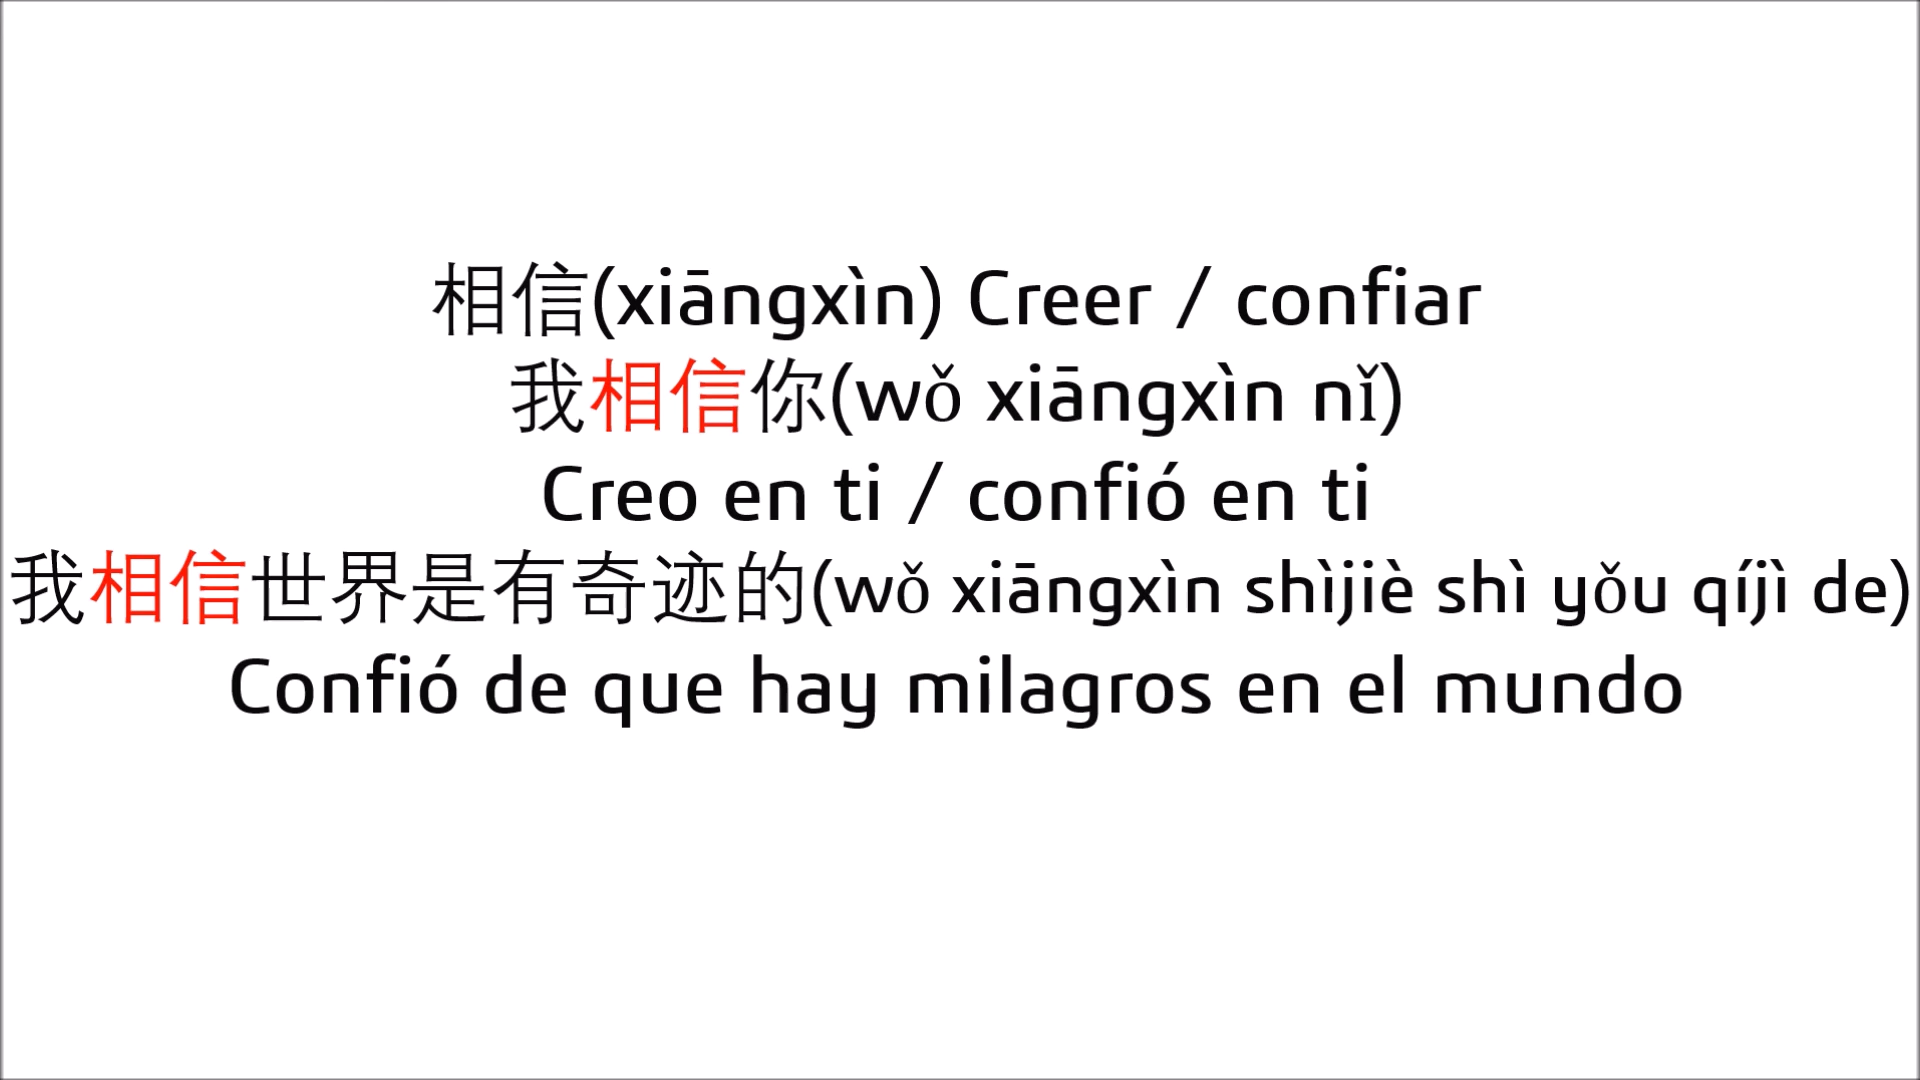 相信(xiāngxìn) Creer / confiar
我相信你(wǒ xiāngxìn nǐ)
Creo en ti / confió en ti
我相信世界是有奇迹的(wǒ xiāngxìn shìjiè shì yǒu qíjì de)
Confió de que hay milagros en el mundo